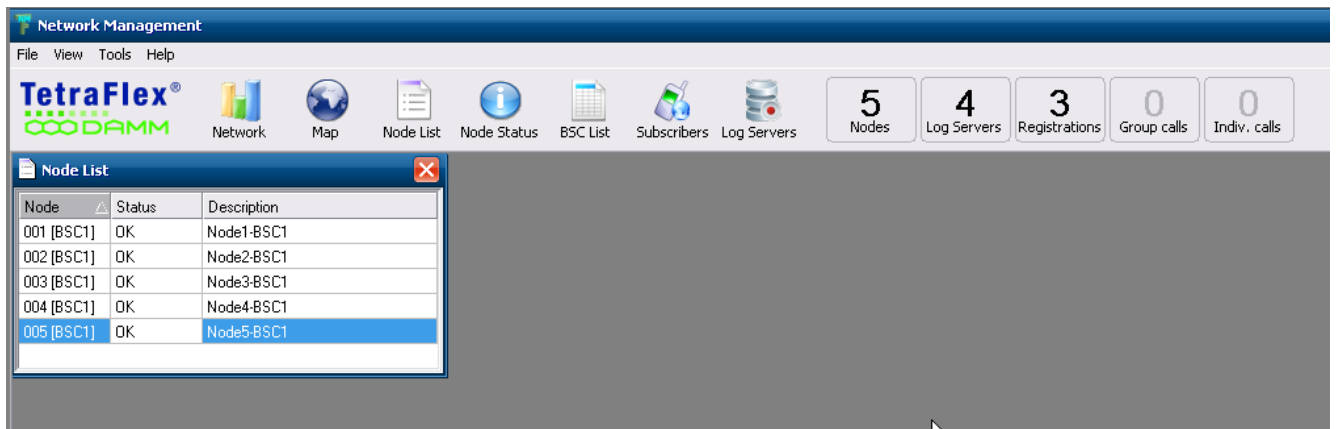 Network Management
File View Tools Help
TetraFlex®
DAMM
Network
Map
Node List
Node Status
BSC List
Subscribers
Log Servers
5
Nodes
4
Log Servers
3
Registrations
0
Group calls
0
Indiv. calls
Node List
Node Status Description
001 [BSC1] OK Node1-BSC1
002 [BSC1] OK Node2-BSC1
003 [BSC1] OK Node3-BSC1
004 [BSC1] OK Node4-BSC1
005 [BSC1] OK Node5-BSC1